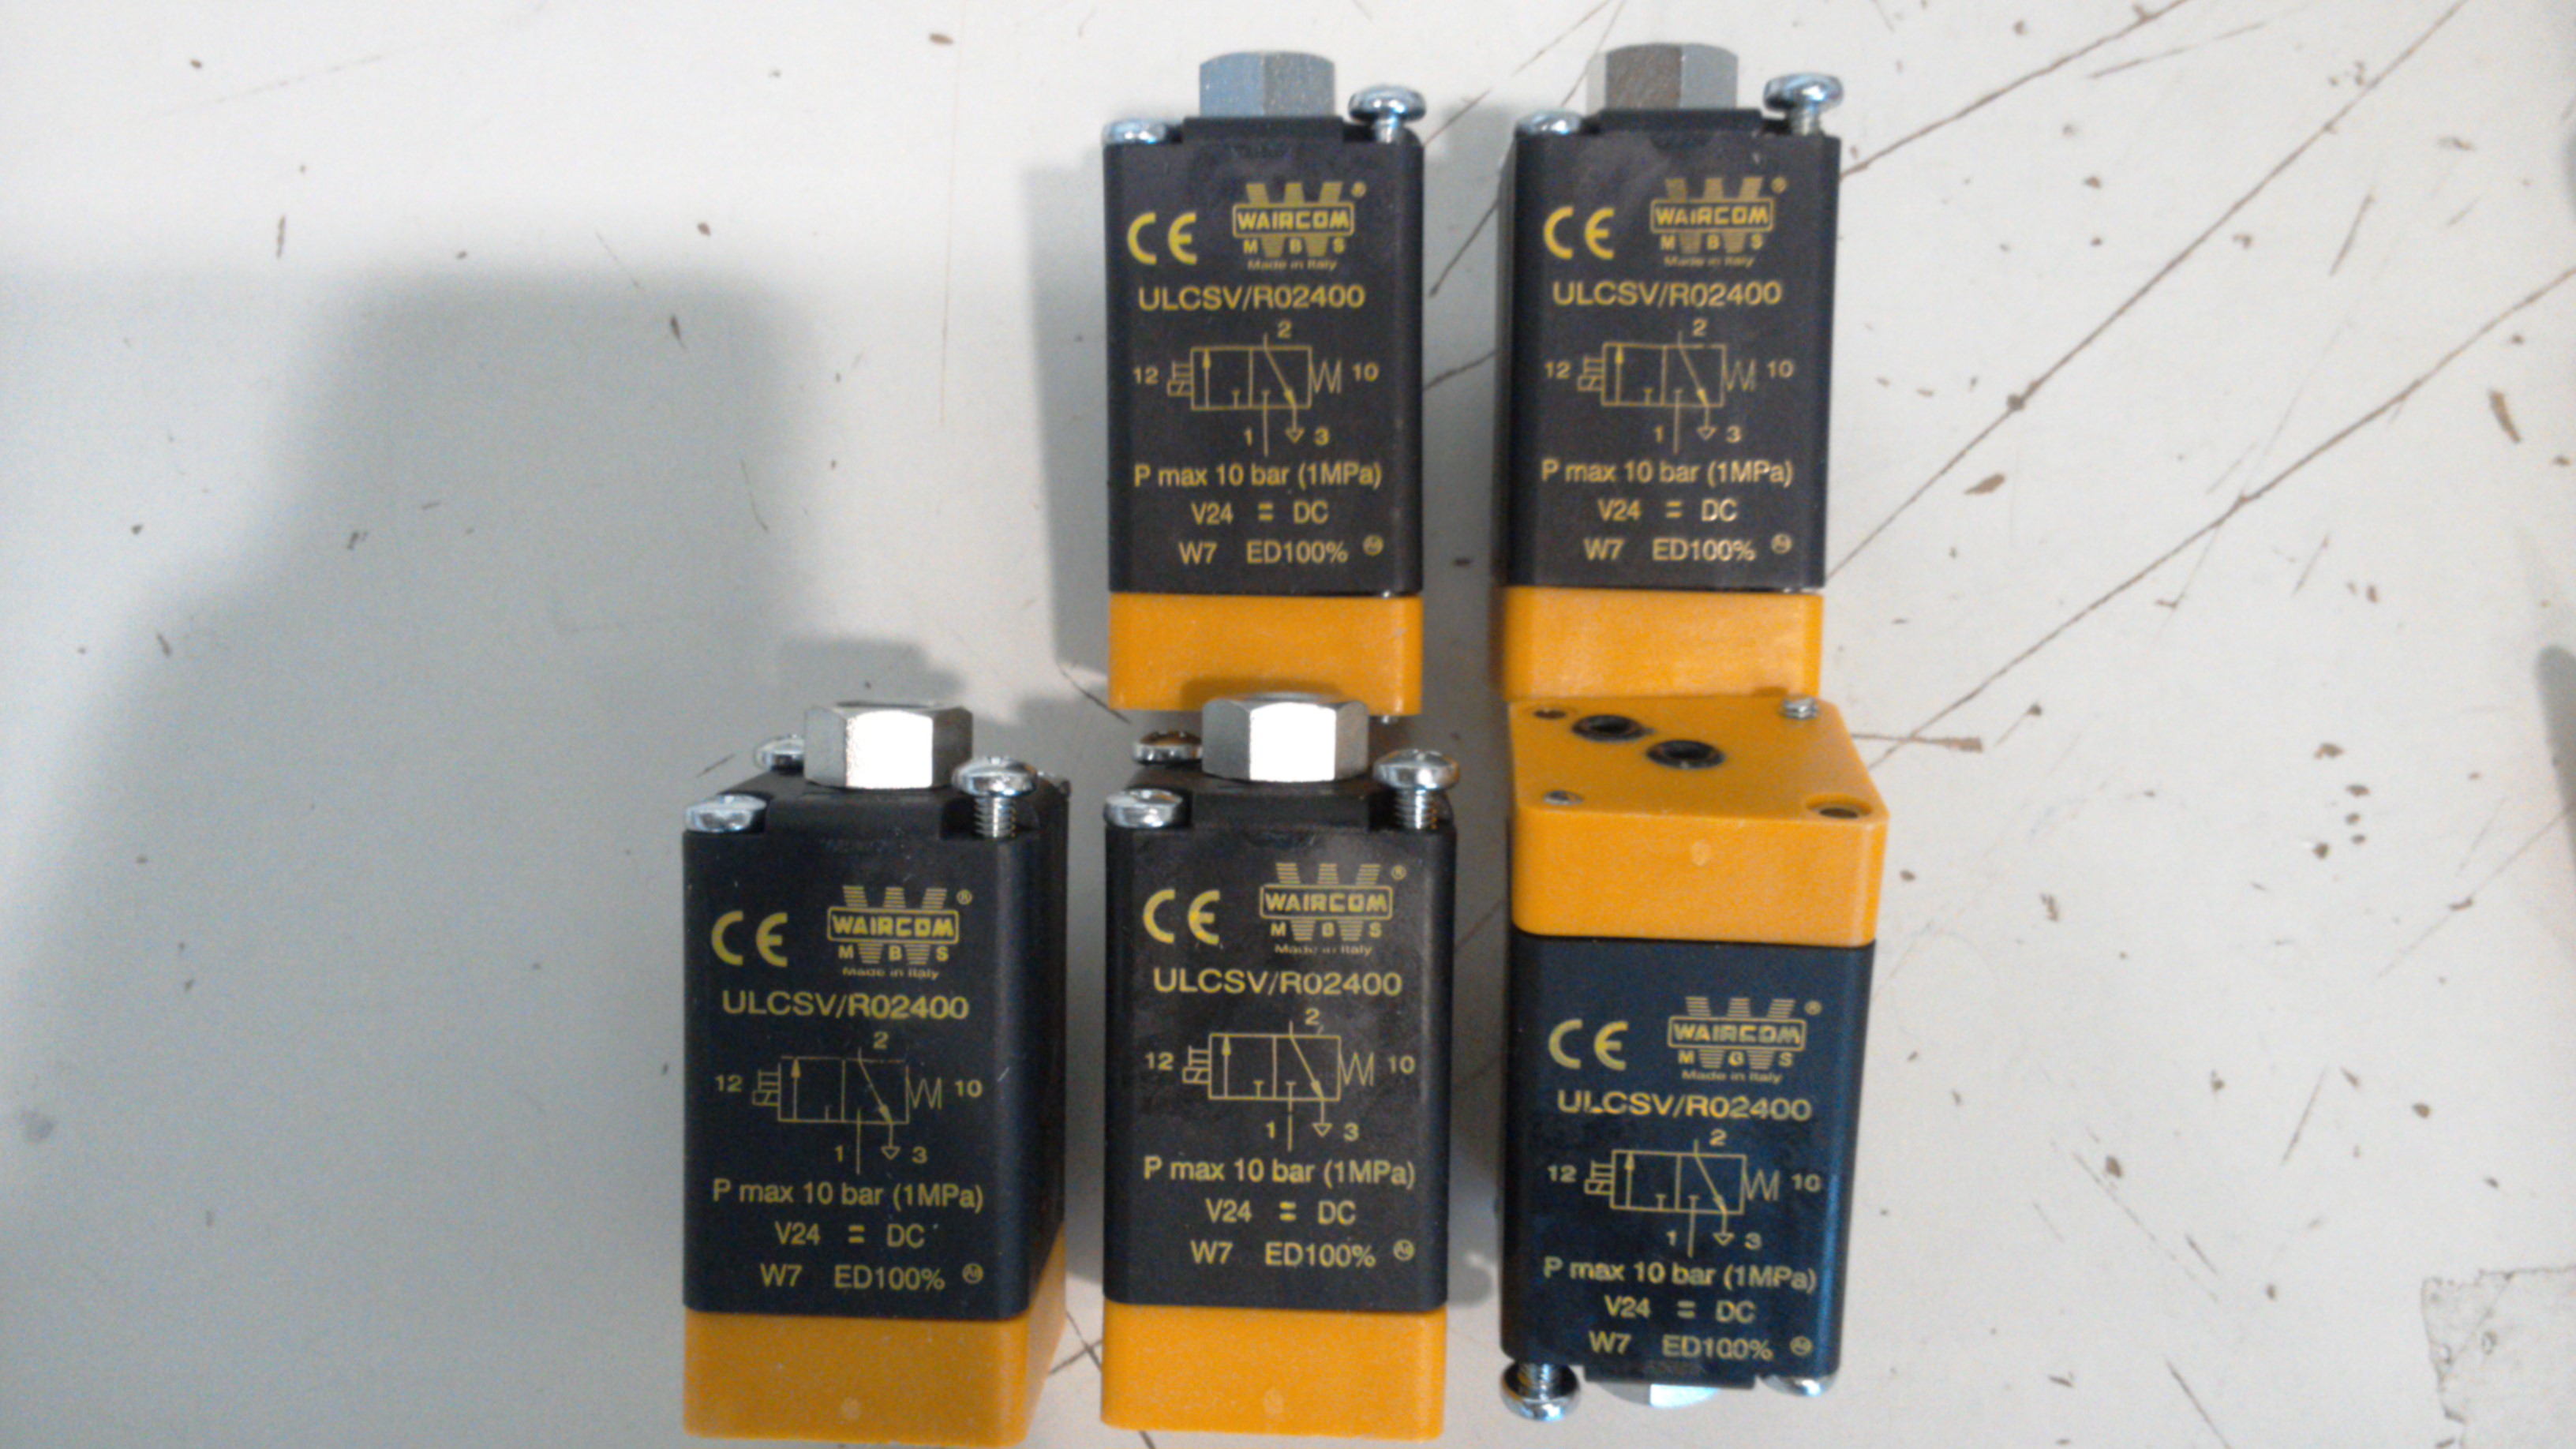 CE WAIRCOM ®
M B S
Made in Italy
ULCSV/R02400
2
12 10
1 3
P max 10 bar (1MPa)
V24 = DC
W7 ED100%
CE WAIRCOM ®
M B S
Made in Italy
ULCSV/R02400
2
12 10
1 3
P max 10 bar (1MPa)
V24 = DC
W7 ED100%
CE WAIRCOM ®
M B S
Made in Italy
ULCSV/R02400
2
12 10
1 3
P max 10 bar (1MPa)
V24 = DC
W7 ED100%
CE WAIRCOM ®
M B S
Made in Italy
ULCSV/R02400
2
12 10
1 3
P max 10 bar (1MPa)
V24 = DC
W7 ED100%
CE WAIRCOM ®
M B S
Made in Italy
ULCSV/R02400
2
12 10
1 3
P max 10 bar (1MPa)
V24 = DC
W7 ED100%